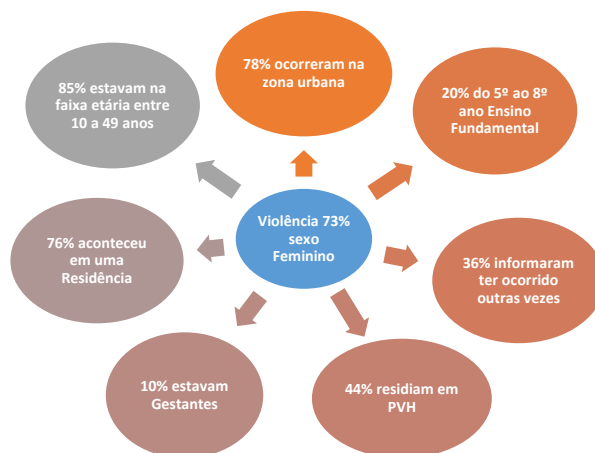 78% ocorreram na
zona urbana
85% estavam na
faixa etária entre
10 a 49 anos
20% do 5º ao 8º
ano Ensino
Fundamental
Violência 73%
sexo
Feminino
76% aconteceu
em uma
Residência
36% informaram
ter ocorrido
outras vezes
10% estavam
Gestantes
44% residiam em
PVH